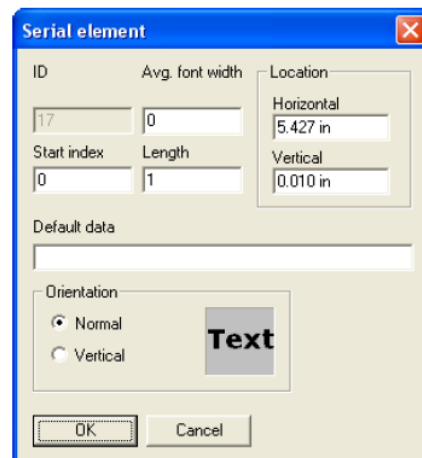 Serial element
ID
Avg. font width
Location
17
0
Horizontal
5.427 in
Start index
Length
Vertical
0
1
0.010 in
Default data
Orientation
Normal
Vertical
Text
OK
Cancel